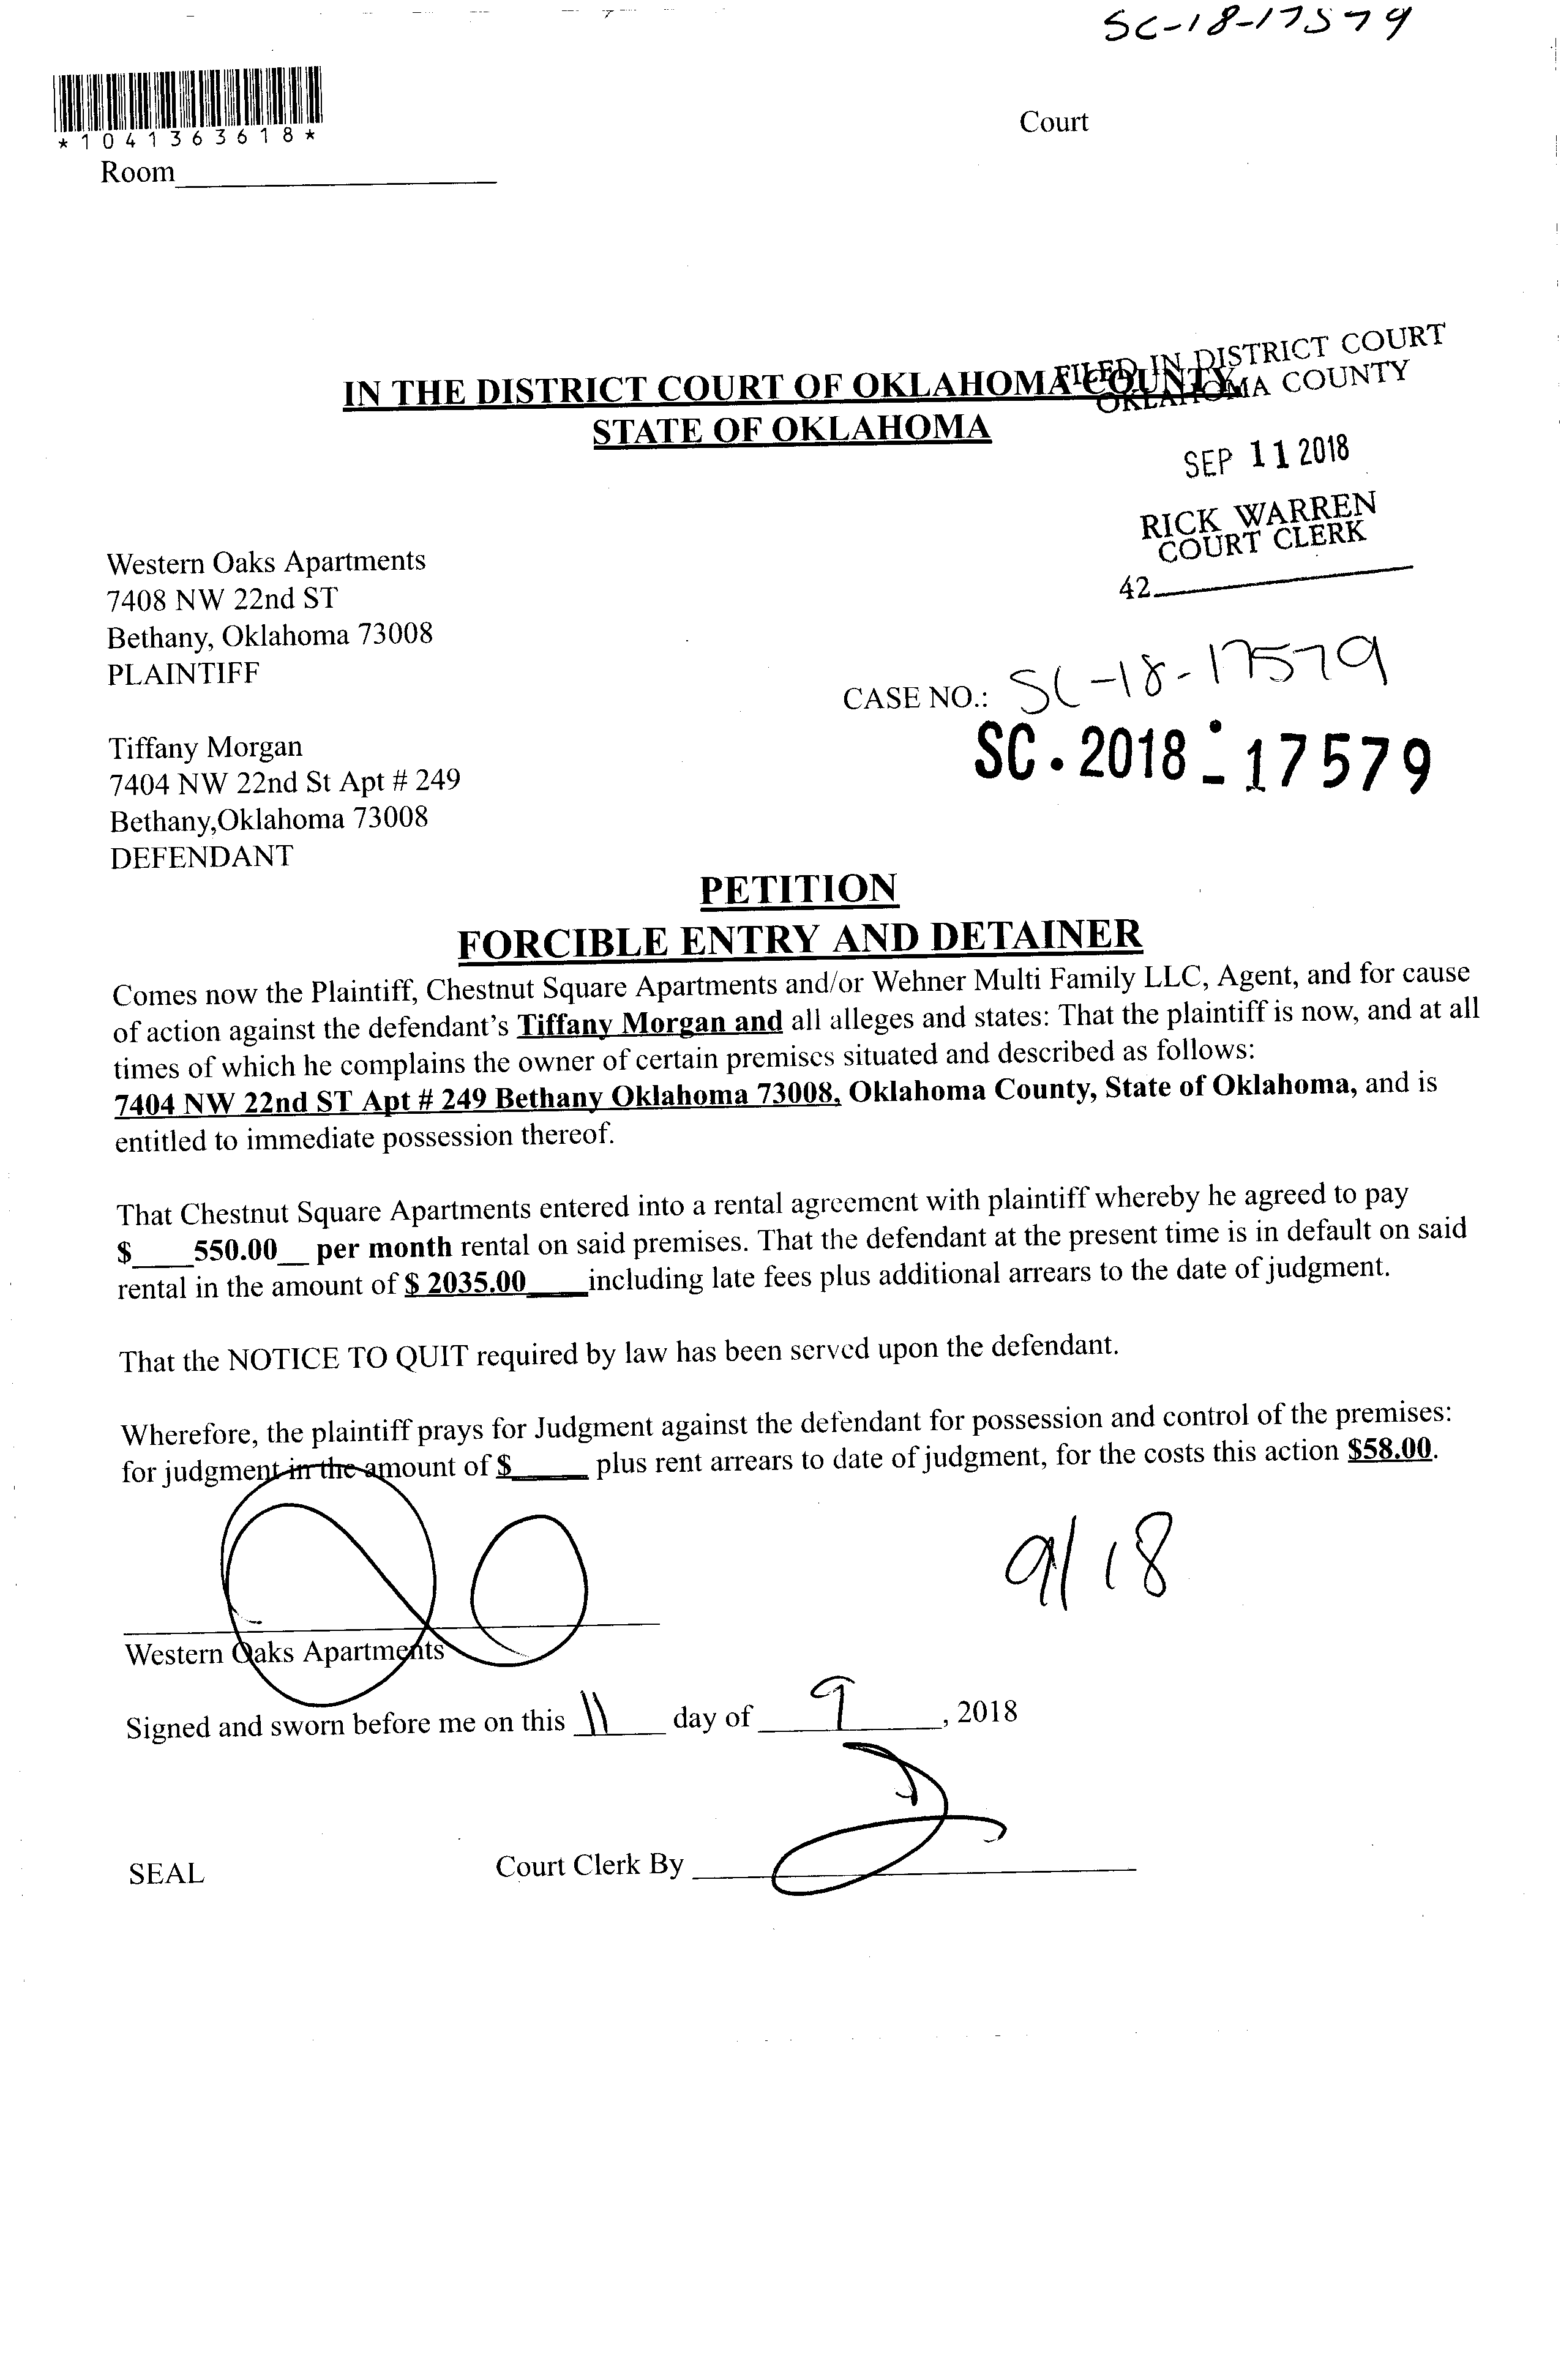 SC-18-17579
*1041363618*
Court
Room
FILED IN DISTRICT COURT
OKLAHOMA COUNTY
IN THE DISTRICT COURT OF OKLAHOMA COUNTY
STATE OF OKLAHOMA
SEP 11 2018
RICK WARREN
COURT CLERK
42
Western Oaks Apartments
7408 NW 22nd ST
Bethany, Oklahoma 73008
PLAINTIFF
CASE NO.: SC-18-17579
SC.2018-17579
Tiffany Morgan
7404 NW 22nd St Apt # 249
Bethany,Oklahoma 73008
DEFENDANT
PETITION
FORCIBLE ENTRY AND DETAINER
Comes now the Plaintiff, Chestnut Square Apartments and/or Wehner Multi Family LLC, Agent, and for cause
of action against the defendant's Tiffany Morgan and all alleges and states: That the plaintiff is now, and at all
times of which he complains the owner of certain premises situated and described as follows:
7404 NW 22nd ST Apt # 249 Bethany Oklahoma 73008, Oklahoma County, State of Oklahoma, and is
entitled to immediate possession thereof.
That Chestnut Square Apartments entered into a rental agreement with plaintiff whereby he agreed to pay
$____550.00__ per month rental on said premises. That the defendant at the present time is in default on said
rental in the amount of $ 2035.00____including late fees plus additional arrears to the date of judgment.
That the NOTICE TO QUIT required by law has been served upon the defendant.
Wherefore, the plaintiff prays for Judgment against the defendant for possession and control of the premises:
for judgment in the amount of $_____ plus rent arrears to date of judgment, for the costs this action $58.00.
9/18
Western Oaks Apartments
Signed and sworn before me on this 11 day of 9, 2018
SEAL
Court Clerk By